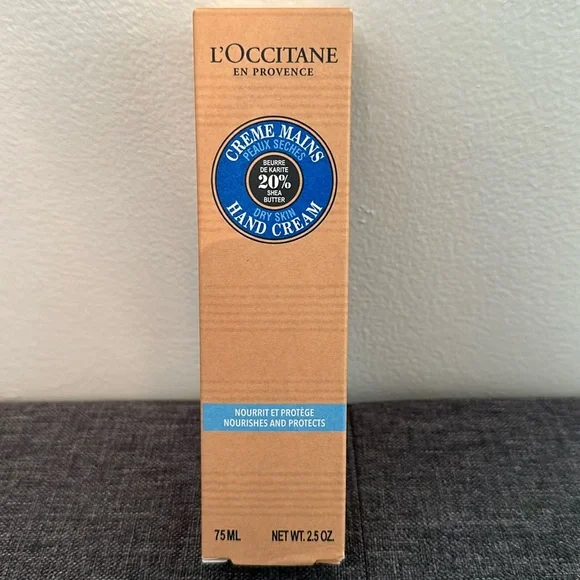 L'OCCITANE
EN PROVENCE
CREME MAINS
PEAUX SECHES
BEURRE
DE KARITE
20%
SHEA
BUTTER
DRY SKIN
HAND CREAM
NOURRIT ET PROTÈGE
NOURISHES AND PROTECTS
75 ML NET WT. 2.5 OZ.